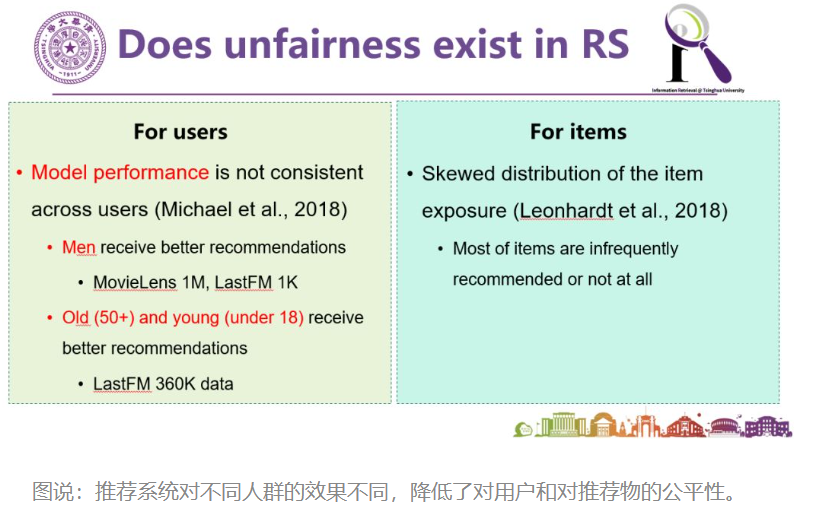 Does unfairness exist in RS
Information Retrieval @ Tsinghua University
For users
• Model performance is not consistent
across users (Michael et al., 2018)
• Men receive better recommendations
• MovieLens 1M, LastFM 1K
• Old (50+) and young (under 18) receive
better recommendations
• LastFM 360K data
For items
• Skewed distribution of the item
exposure (Leonhardt et al., 2018)
• Most of items are infrequently
recommended or not at all
图说：推荐系统对不同人群的效果不同，降低了对用户和对推荐物的公平性。